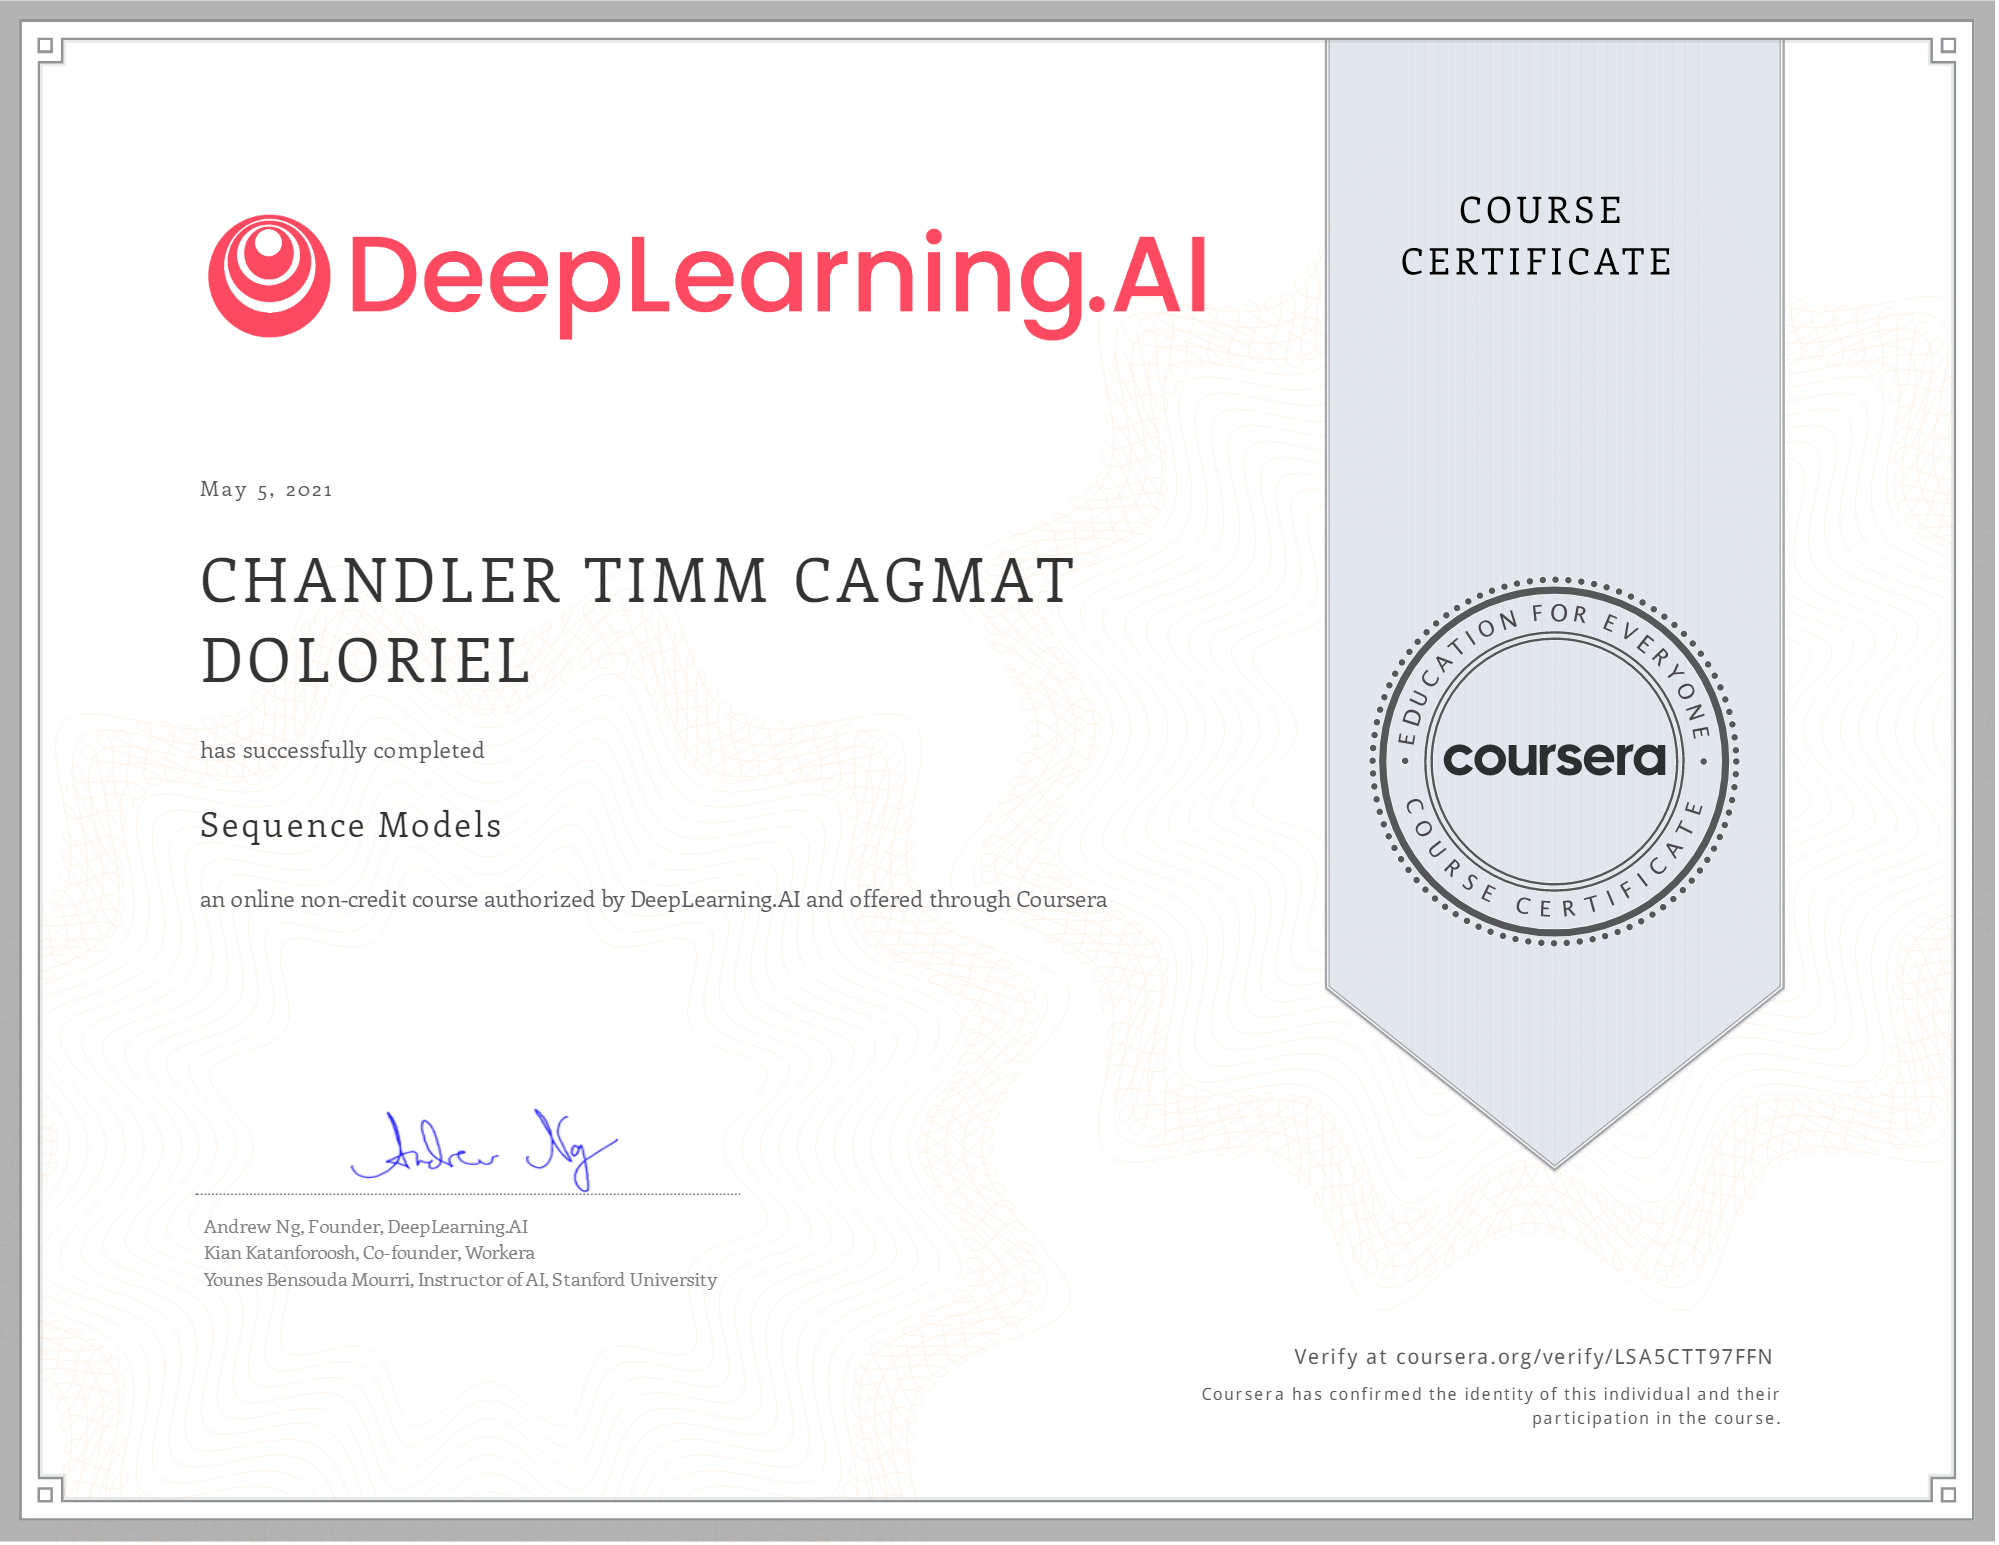 DeepLearning.AI
COURSE
CERTIFICATE
May 5, 2021
CHANDLER TIMM CAGMAT
DOLORIEL
has successfully completed
Sequence Models
an online non-credit course authorized by DeepLearning.AI and offered through Coursera
EDUCATION FOR EVERYONE
coursera
COURSE CERTIFICATE
Andrew Ng
Andrew Ng, Founder, DeepLearning.AI
Kian Katanforoosh, Co-founder, Workera
Younes Bensouda Mourri, Instructor of AI, Stanford University
Verify at coursera.org/verify/LSA5CTT97FFN
Coursera has confirmed the identity of this individual and their
participation in the course.